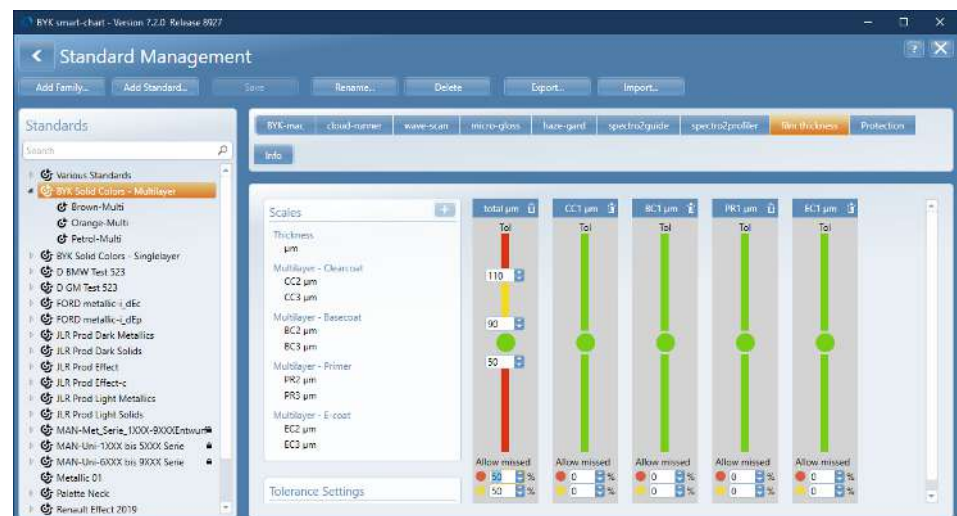 BYK smart-chart - Version 7.2.0 Release 8927
Standard Management
Add Family... Add Standard... Save Rename... Delete Export... Import...
Standards
Search
Various Standards
BYK Solid Colors - Multilayer
Brown-Multi
Orange-Multi
Petrol-Multi
BYK Solid Colors - Singlelayer
D BMW Test 523
D GM Test 523
FORD metallic-i_dEc
FORD metallic-i_dEp
JLR Prod Dark Metallics
JLR Prod Dark Solids
JLR Prod Effect
JLR Prod Effect-c
JLR Prod Light Metallics
JLR Prod Light Solids
MAN-Met_Serie_1XXX-9XXXEntwurf
MAN-Uni-1XXX bis 5XXX Serie
MAN-Uni-6XXX bis 9XXX Serie
Metallic 01
Palette Neck
Renault Effect 2019
BYK-mac cloud-runner wave-scan micro-gloss haze-gard spectro2guide spectro2profiler film thickness Protection
Info
Scales
Thickness
µm
Multilayer - Clearcoat
CC2 µm
CC3 µm
Multilayer - Basecoat
BC2 µm
BC3 µm
Multilayer - Primer
PR2 µm
PR3 µm
Multilayer - E-coat
EC2 µm
EC3 µm
Tolerance Settings
total µm CC1 µm BC1 µm PR1 µm EC1 µm
Tol Tol Tol Tol Tol
110
90
50
Allow missed Allow missed Allow missed Allow missed Allow missed
50 % 0 % 0 % 0 % 0 %
50 % 0 % 0 % 0 % 0 %